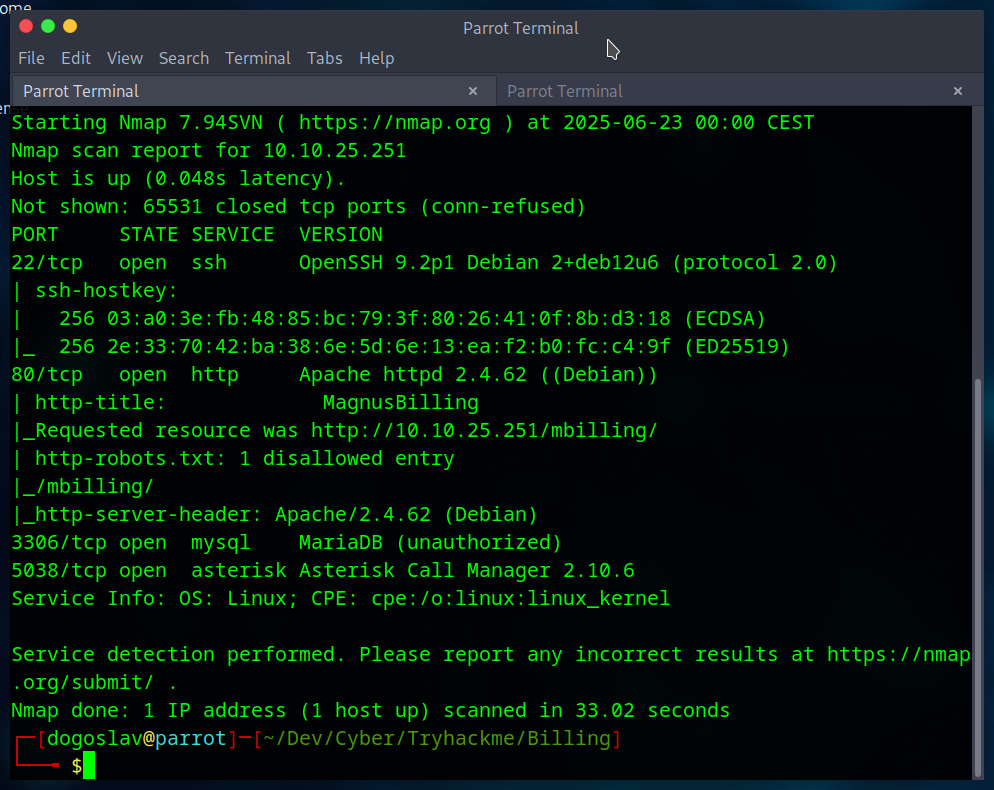 ome
Parrot Terminal
File Edit View Search Terminal Tabs Help
Parrot Terminal × Parrot Terminal ×
ense
Starting Nmap 7.94SVN ( https://nmap.org ) at 2025-06-23 00:00 CEST
Nmap scan report for 10.10.25.251
Host is up (0.048s latency).
Not shown: 65531 closed tcp ports (conn-refused)
PORT     STATE SERVICE  VERSION
22/tcp   open  ssh      OpenSSH 9.2p1 Debian 2+deb12u6 (protocol 2.0)
| ssh-hostkey:
|   256 03:a0:3e:fb:48:85:bc:79:3f:80:26:41:0f:8b:d3:18 (ECDSA)
|_  256 2e:33:70:42:ba:38:6e:5d:6e:13:ea:f2:b0:fc:c4:9f (ED25519)
80/tcp   open  http     Apache httpd 2.4.62 ((Debian))
| http-title:             MagnusBilling
|_Requested resource was http://10.10.25.251/mbilling/
| http-robots.txt: 1 disallowed entry
|_/mbilling/
|_http-server-header: Apache/2.4.62 (Debian)
3306/tcp open  mysql    MariaDB (unauthorized)
5038/tcp open  asterisk Asterisk Call Manager 2.10.6
Service Info: OS: Linux; CPE: cpe:/o:linux:linux_kernel
Service detection performed. Please report any incorrect results at https://nmap
.org/submit/ .
Nmap done: 1 IP address (1 host up) scanned in 33.02 seconds
┌─[dogoslav@parrot]─[~/Dev/Cyber/Tryhackme/Billing]
└──╼ $